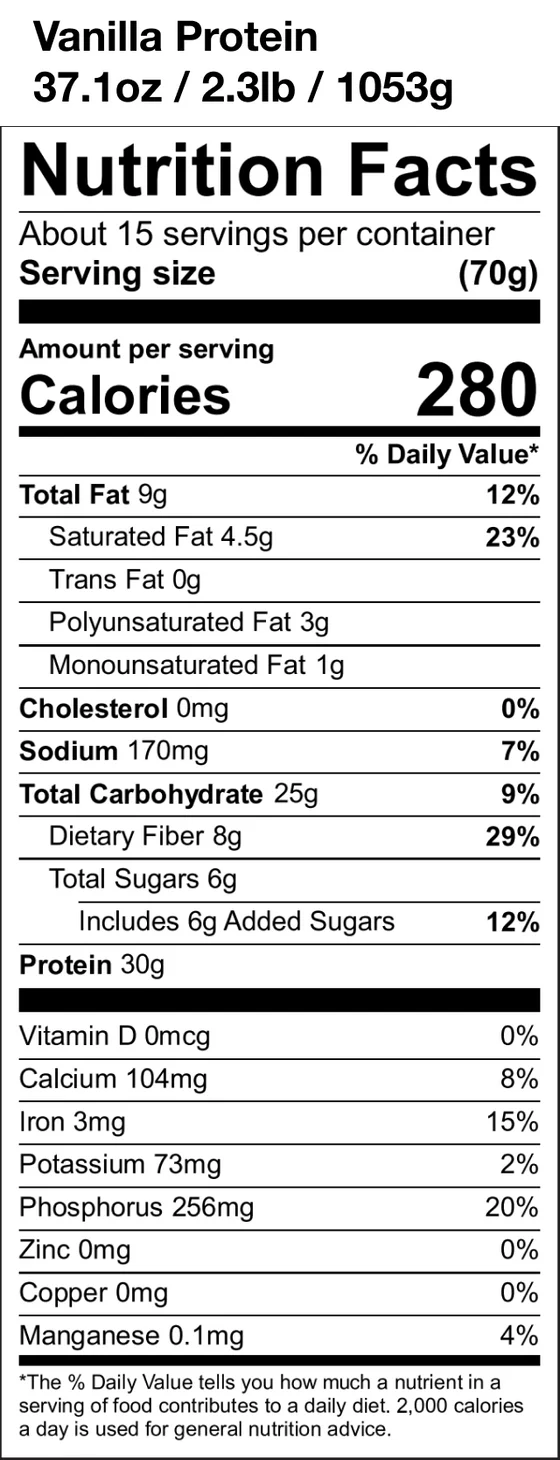 Vanilla Protein
37.1oz / 2.3lb / 1053g
Nutrition Facts
About 15 servings per container
Serving size (70g)
Amount per serving
Calories 280
% Daily Value*
Total Fat 9g 12%
Saturated Fat 4.5g 23%
Trans Fat 0g
Polyunsaturated Fat 3g
Monounsaturated Fat 1g
Cholesterol 0mg 0%
Sodium 170mg 7%
Total Carbohydrate 25g 9%
Dietary Fiber 8g 29%
Total Sugars 6g
Includes 6g Added Sugars 12%
Protein 30g
Vitamin D 0mcg 0%
Calcium 104mg 8%
Iron 3mg 15%
Potassium 73mg 2%
Phosphorus 256mg 20%
Zinc 0mg 0%
Copper 0mg 0%
Manganese 0.1mg 4%
*The % Daily Value tells you how much a nutrient in a
serving of food contributes to a daily diet. 2,000 calories
a day is used for general nutrition advice.